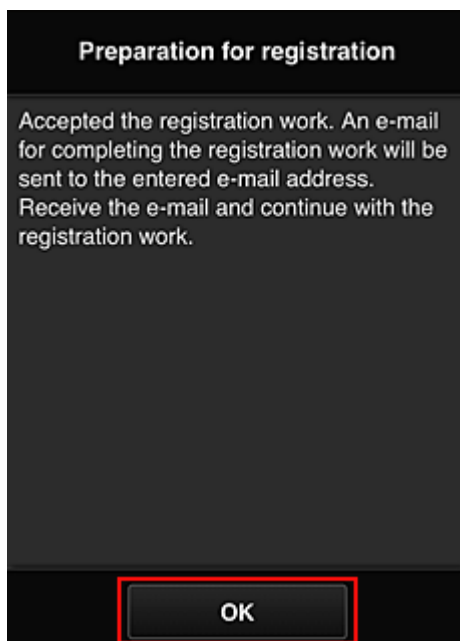 Preparation for registration
Accepted the registration work. An e-mail
for completing the registration work will be
sent to the entered e-mail address.
Receive the e-mail and continue with the
registration work.
OK